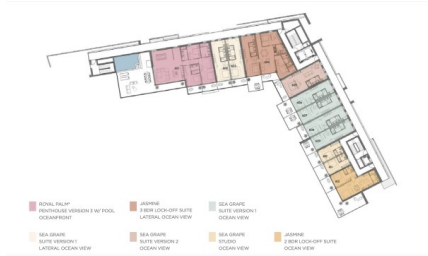 ROYAL PALM*
PENTHOUSE VERSION 3 W/ POOL
OCEANFRONT
JASMINE
3 BDR LOCK-OFF SUITE
LATERAL OCEAN VIEW
SEA GRAPE
SUITE VERSION 1
OCEAN VIEW
SEA GRAPE
SUITE VERSION 1
LATERAL OCEAN VIEW
SEA GRAPE
SUITE VERSION 2
OCEAN VIEW
SEA GRAPE
STUDIO
OCEAN VIEW
JASMINE
2 BDR LOCK-OFF SUITE
OCEAN VIEW